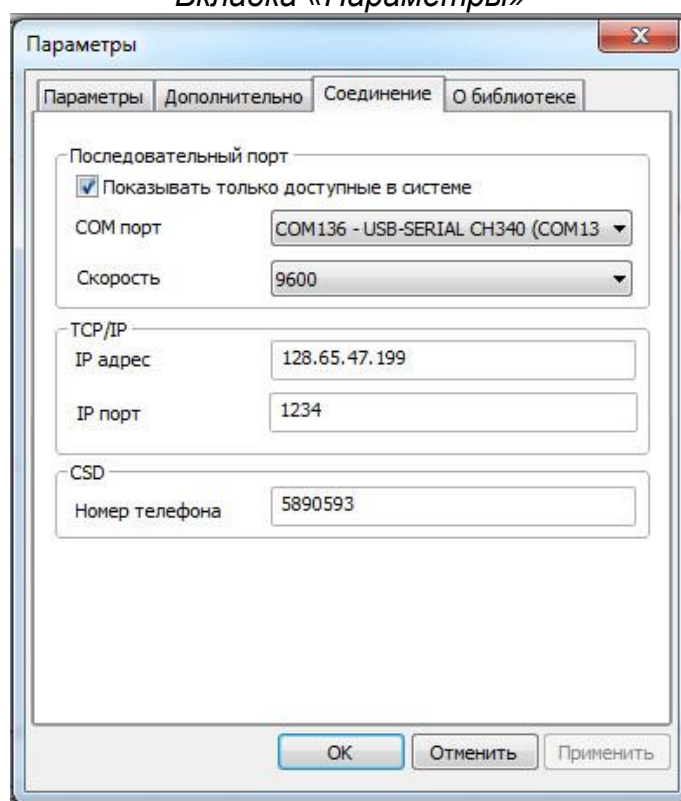 Вкладка «Параметры»
Параметры
Параметры Дополнительно Соединение О библиотеке
Последовательный порт
Показывать только доступные в системе
COM порт COM136 - USB-SERIAL CH340 (COM13
Скорость 9600
TCP/IP
IP адрес 128.65.47.199
IP порт 1234
CSD
Номер телефона 5890593
OK Отменить Применить